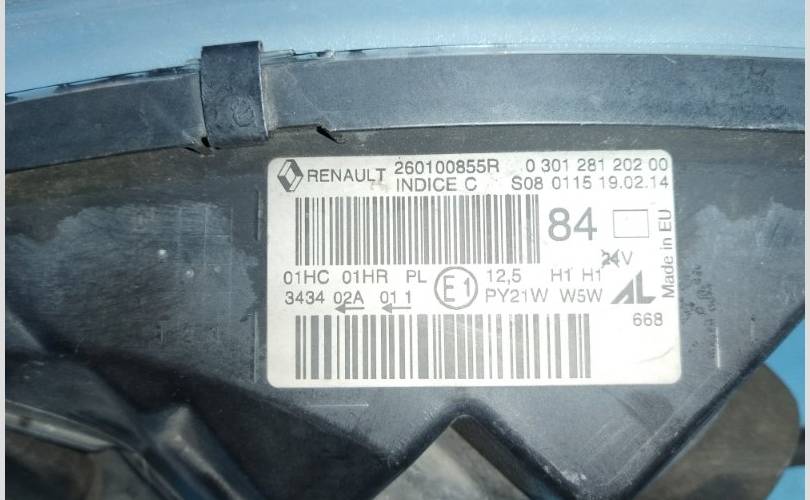 RENAULT 260100855R 0 301 281 202 00
INDICE C S08 0115 19.02.14
84
Made in EU
24V
01HC 01HR PL E1 12,5 H1 H1
3434 02A 01 1 PY21W W5W AL
668